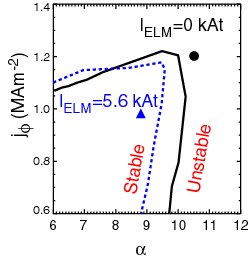 1.4
I_ELM=0 kAt
1.2
j_ϕ (MAm^-2)
I_ELM=5.6 kAt
1.0
Stable
Unstable
0.8
0.6
6 7 8 9 10 11 12
α